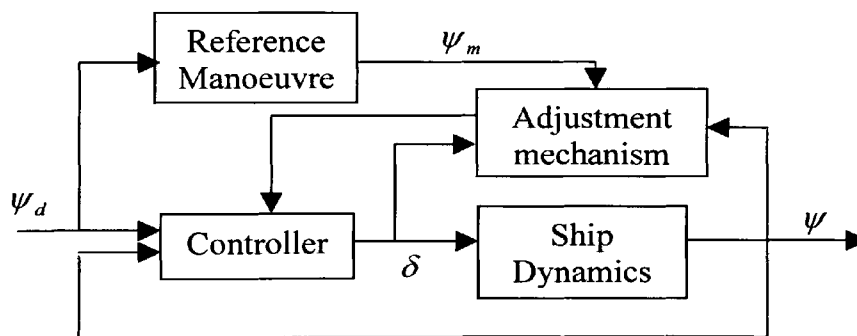 Reference
Manoeuvre
ψm
Adjustment
mechanism
ψd
Controller
δ
Ship
Dynamics
ψ